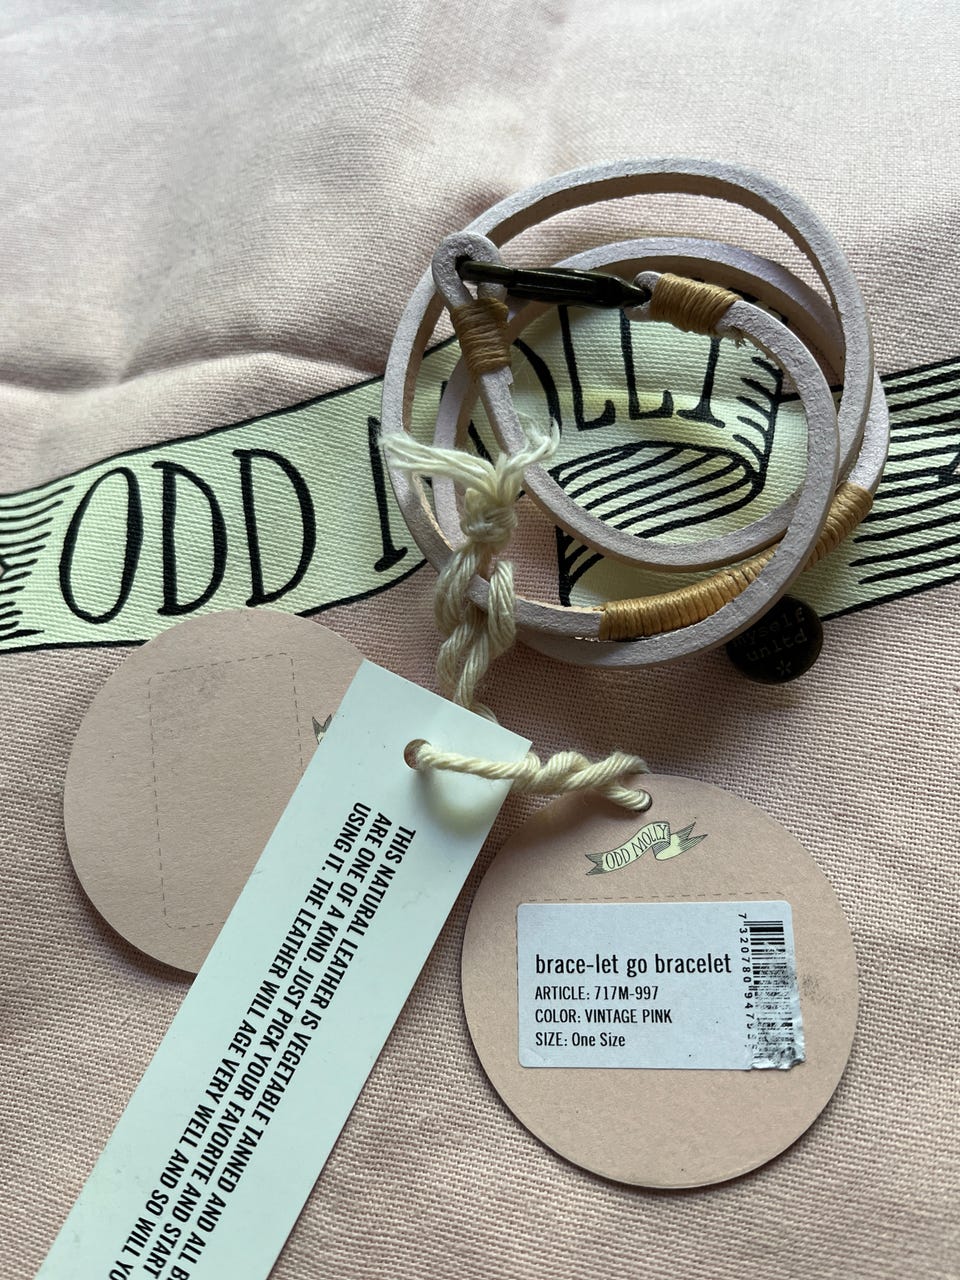 ODD MOLLY
myself
unltd
ODD MOLLY
brace-let go bracelet
ARTICLE: 717M-997
COLOR: VINTAGE PINK
SIZE: One Size
THIS NATURAL LEATHER IS VEGETABLE TANNED AND ALL
ARE ONE OF A KIND. JUST PICK YOUR FAVORITE AND START
USING IT. THE LEATHER WILL AGE VERY WELL AND SO WILL